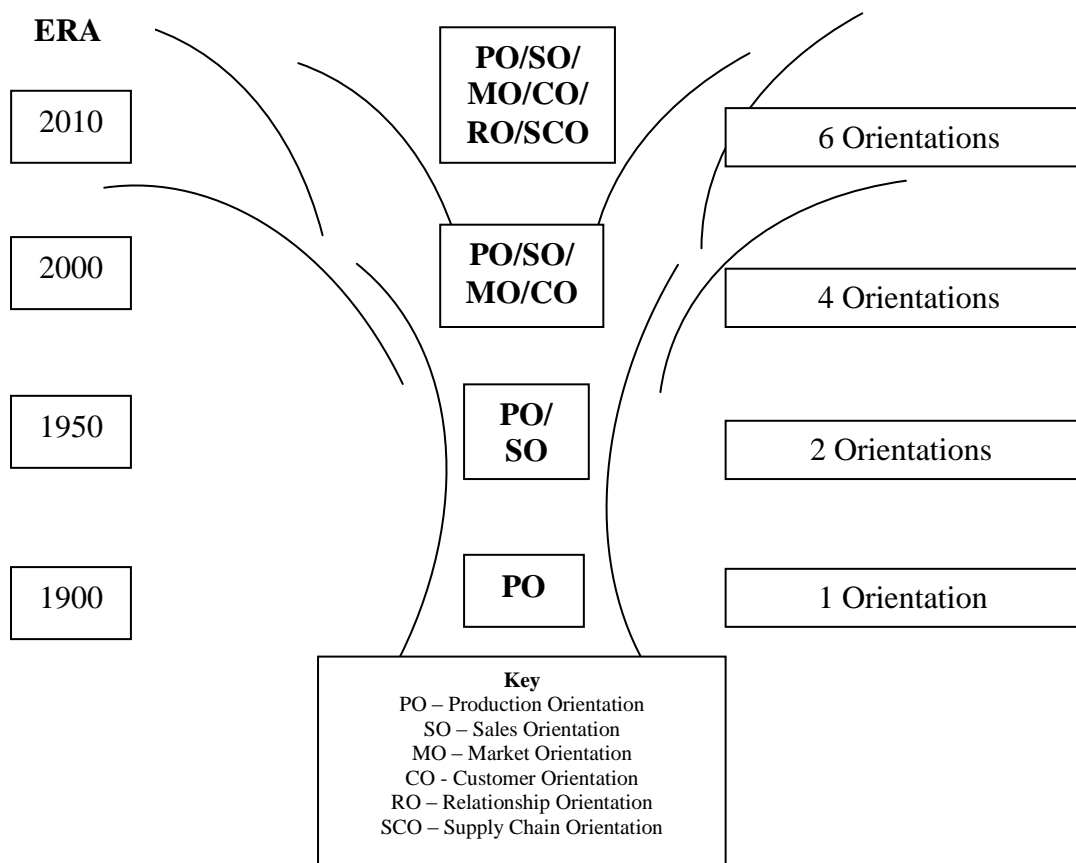 ERA
2010
PO/SO/
MO/CO/
RO/SCO
6 Orientations
2000
PO/SO/
MO/CO
4 Orientations
1950
PO/
SO
2 Orientations
1900
PO
1 Orientation
Key
PO – Production Orientation
SO – Sales Orientation
MO – Market Orientation
CO - Customer Orientation
RO – Relationship Orientation
SCO – Supply Chain Orientation